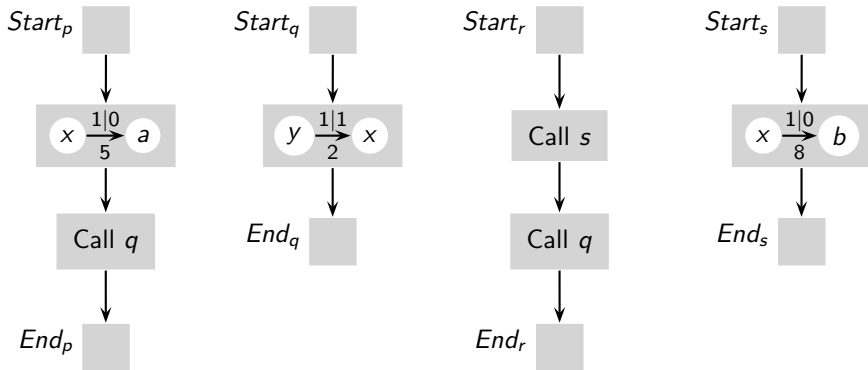 Start_p
x 1|0 5 a
Call q
End_p
Start_q
y 1|1 2 x
End_q
Start_r
Call s
Call q
End_r
Start_s
x 1|0 8 b
End_s